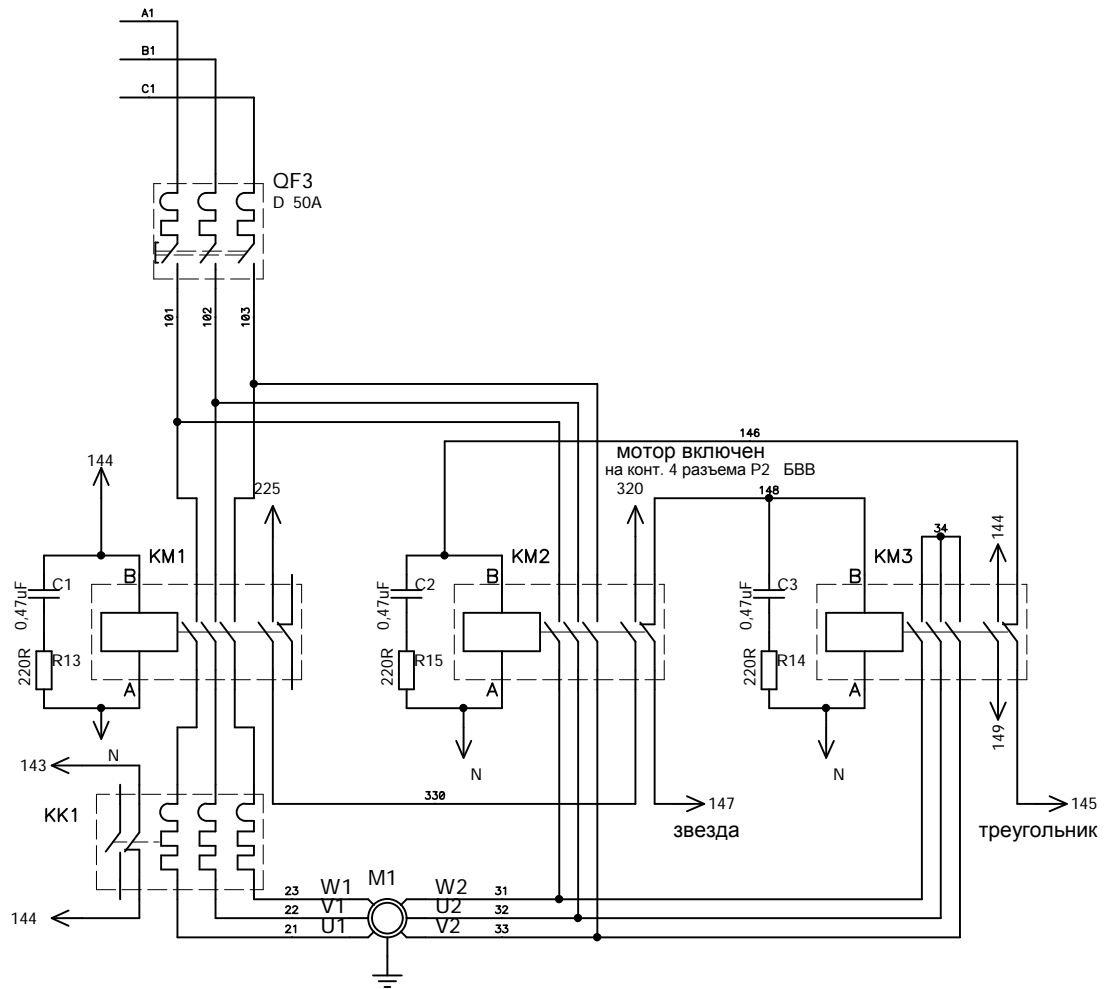 A1
B1
C1
QF3
D 50A
101
102
103
146
мотор включен
на конт. 4 разъема P2 БВВ
144
225
320
148
34
144
KM1
KM2
KM3
B
B
B
C1
0,47uF
C2
0,47uF
C3
0,47uF
R13
220R
R15
220R
R14
220R
A
A
A
N
N
N
149
143
KK1
330
147
145
звезда
треугольник
M1
23
W1
W2
31
22
V1
U2
32
21
U1
V2
33
144